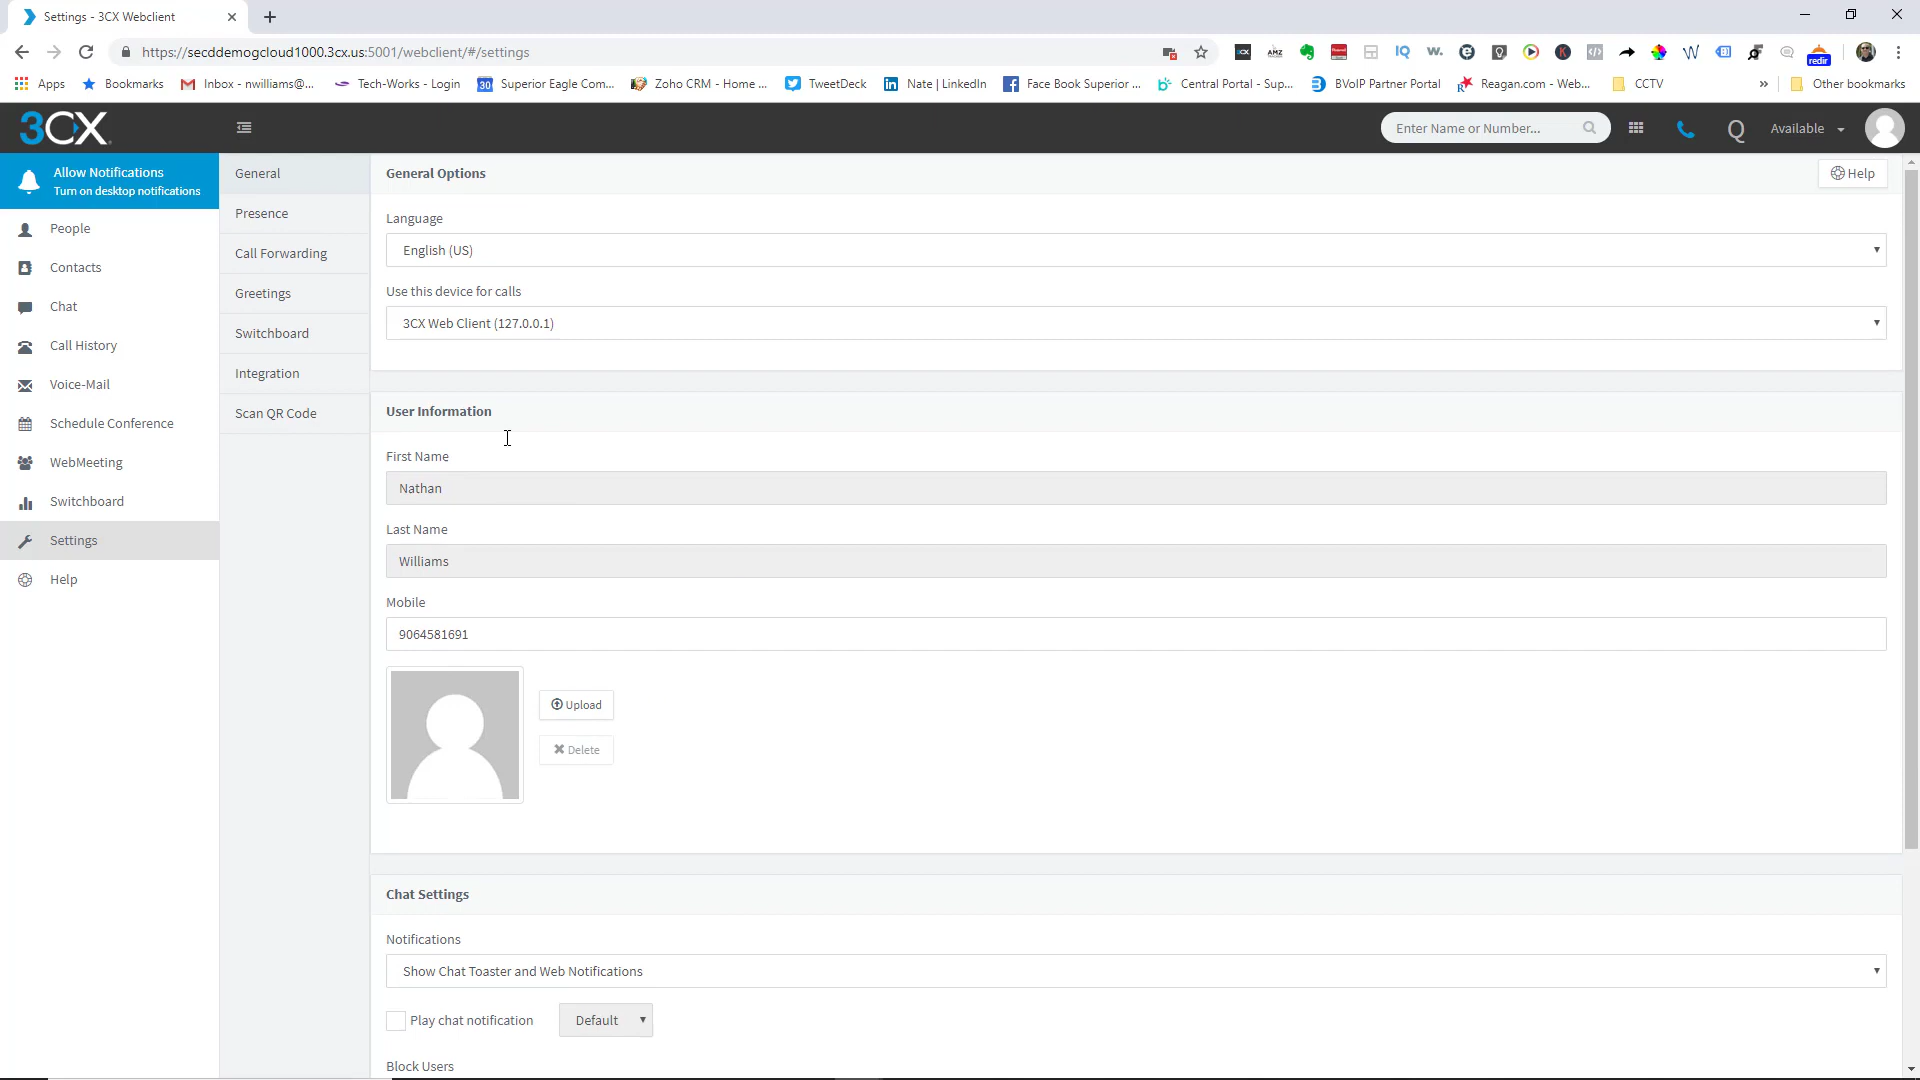 Settings - 3CX Webclient
https://secddemogcloud1000.3cx.us:5001/webclient/#/settings
redir
Apps Bookmarks Inbox - nwilliams@... Tech-Works - Login Superior Eagle Com... Zoho CRM - Home ... TweetDeck Nate | LinkedIn Face Book Superior ... Central Portal - Sup... BVoIP Partner Portal Reagan.com - Web... CCTV » Other bookmarks
3CX
Enter Name or Number...
Q
Available
Allow Notifications
Turn on desktop notifications
People
Contacts
Chat
Call History
Voice-Mail
Schedule Conference
WebMeeting
Switchboard
Settings
Help
General
Presence
Call Forwarding
Greetings
Switchboard
Integration
Scan QR Code
General Options
Help
Language
English (US)
Use this device for calls
3CX Web Client (127.0.0.1)
User Information
First Name
Nathan
Last Name
Williams
Mobile
9064581691
Upload
Delete
Chat Settings
Notifications
Show Chat Toaster and Web Notifications
Play chat notification
Default
Block Users